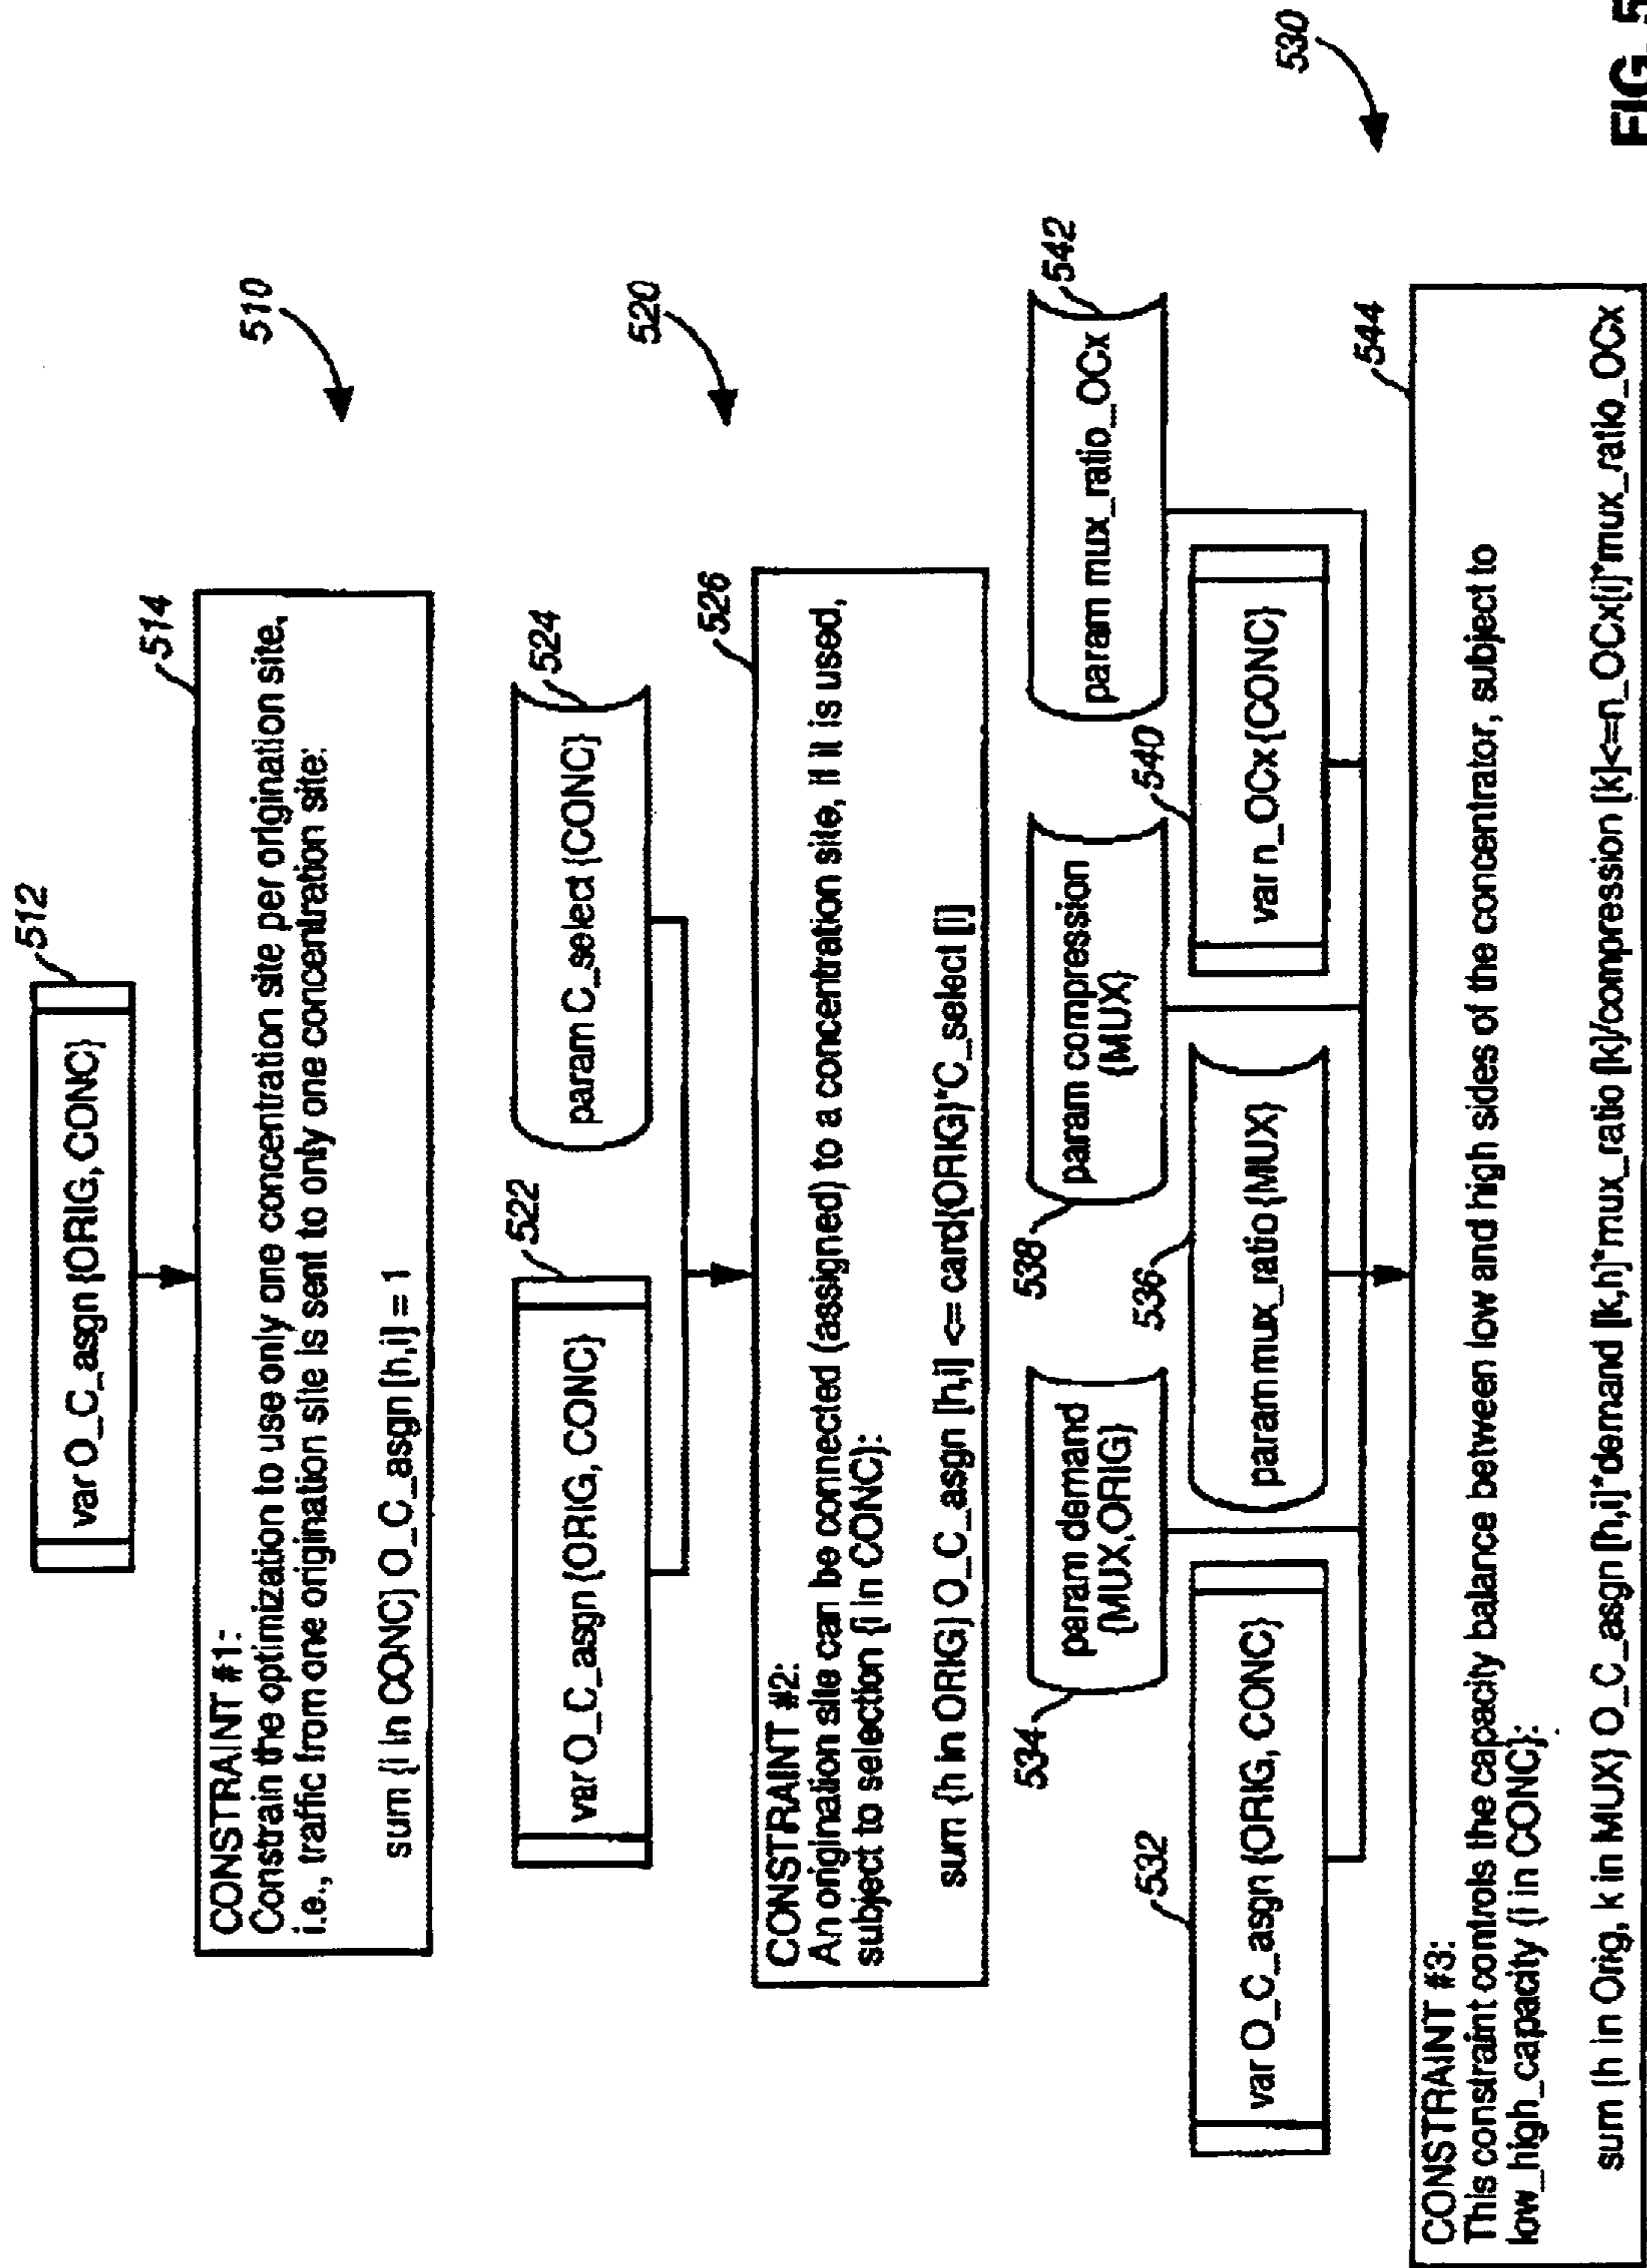 512
var O_C_asgn {ORIG, CONC}
510
514
CONSTRAINT #1:
Constrain the optimization to use only one concentration site per origination site,
i.e., traffic from one origination site is sent to only one concentration site:
sum {i in CONC} O_C_asgn [h,i] = 1
522
524
var O_C_asgn {ORIG, CONC}
param C_select {CONC}
520
526
CONSTRAINT #2:
An origination site can be connected (assigned) to a concentration site, if it is used,
subject to selection {i in CONC}:
sum {h in ORIG} O_C_asgn [h,i] <= card{ORIG}*C_select [i]
534
param demand
{MUX,ORIG}
538
param compression
{MUX}
542
param mux_ratio_OCx
532
var O_C_asgn {ORIG, CONC}
536
param mux_ratio {MUX}
540
var n_OCx {CONC}
530
544
CONSTRAINT #3:
This constraint controls the capacity balance between low and high sides of the concentrator, subject to
low_high_capacity {i in CONC}:
sum {h in Orig, k in MUX} O_C_asgn [h,i]*demand [k,h]*mux_ratio [k]/compression [k]<=n_OCx[i]*mux_ratio_OCx
FIG. 5